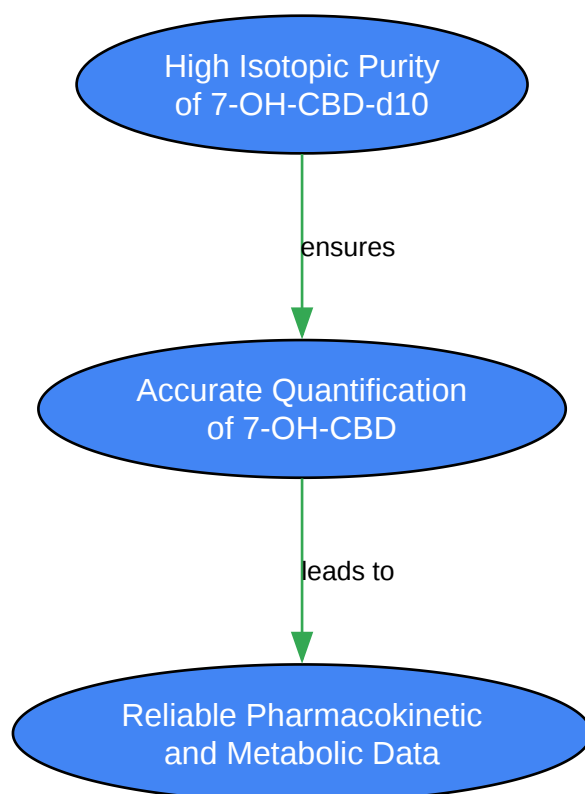 High Isotopic Purity
of 7-OH-CBD-d10
ensures
Accurate Quantification
of 7-OH-CBD
leads to
Reliable Pharmacokinetic
and Metabolic Data